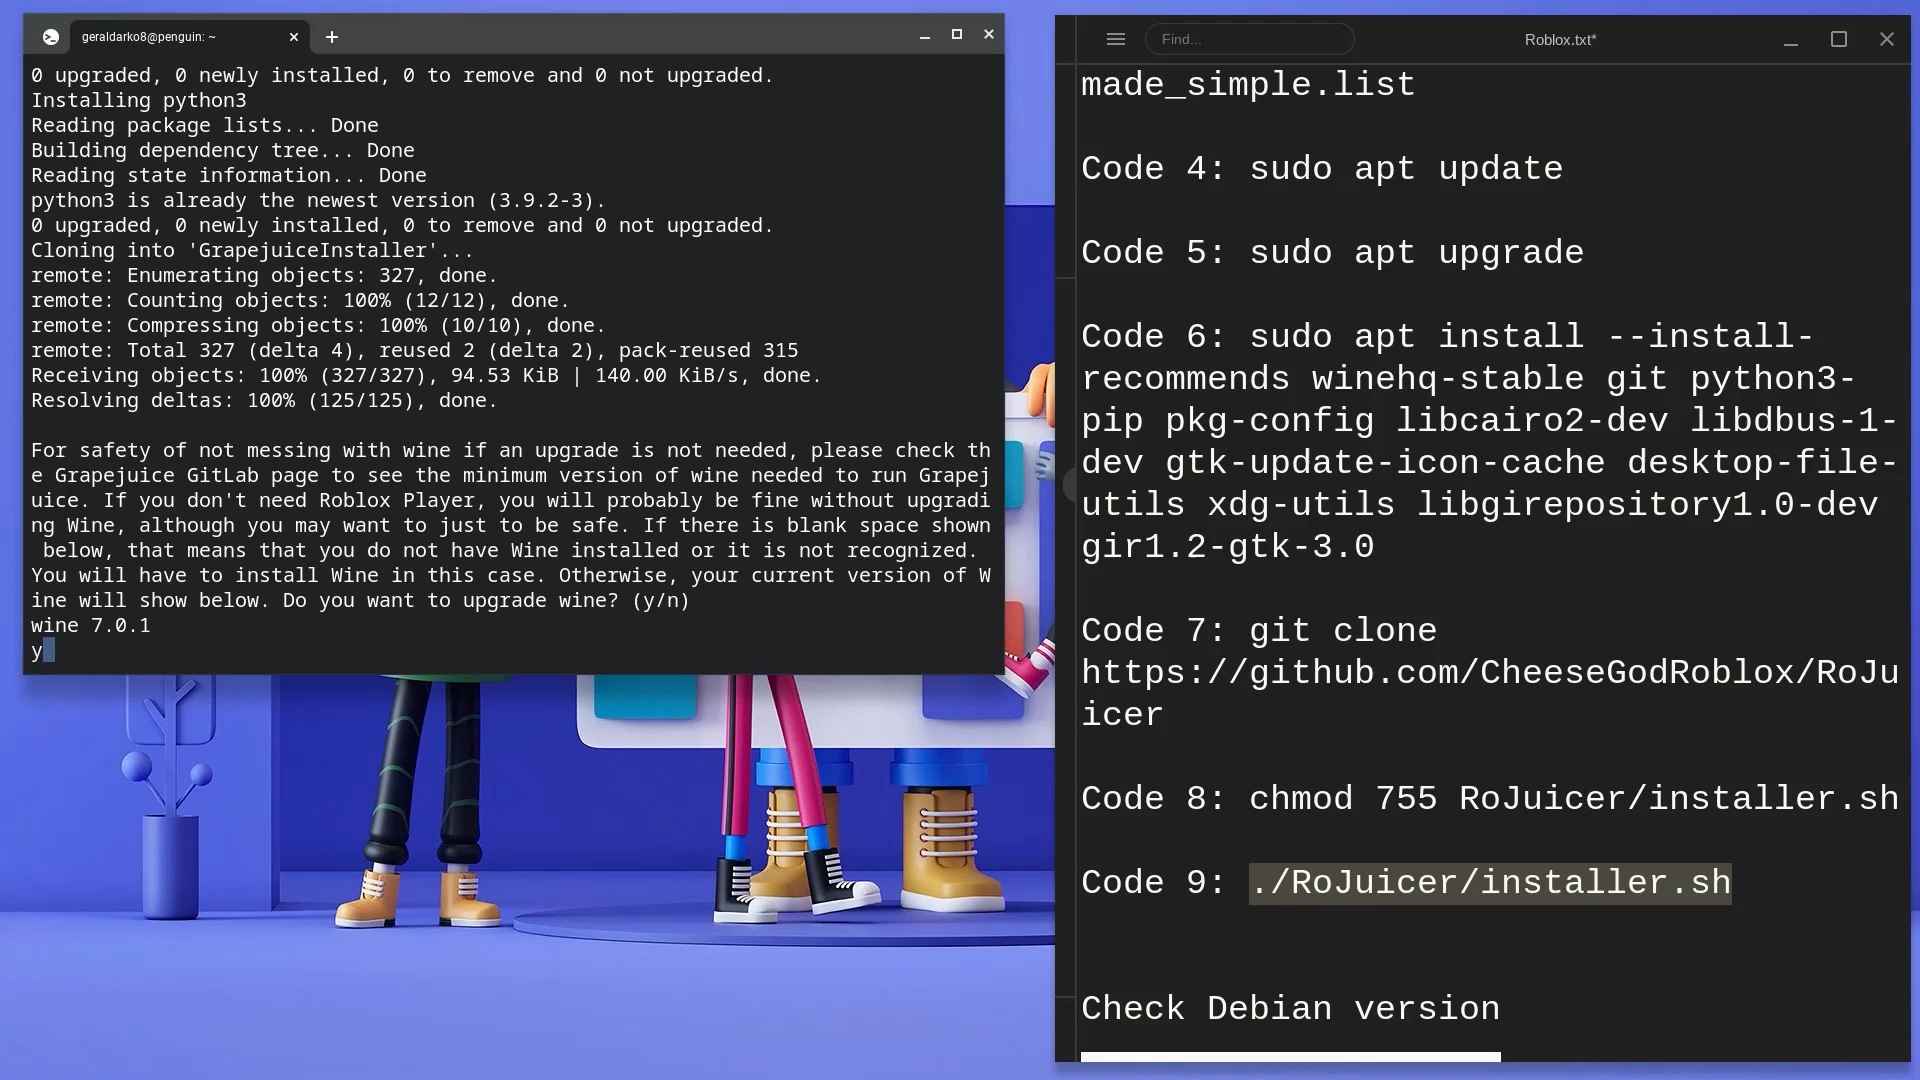 geraldarko8@penguin: ~
0 upgraded, 0 newly installed, 0 to remove and 0 not upgraded.
Installing python3
Reading package lists... Done
Building dependency tree... Done
Reading state information... Done
python3 is already the newest version (3.9.2-3).
0 upgraded, 0 newly installed, 0 to remove and 0 not upgraded.
Cloning into 'GrapejuiceInstaller'...
remote: Enumerating objects: 327, done.
remote: Counting objects: 100% (12/12), done.
remote: Compressing objects: 100% (10/10), done.
remote: Total 327 (delta 4), reused 2 (delta 2), pack-reused 315
Receiving objects: 100% (327/327), 94.53 KiB | 140.00 KiB/s, done.
Resolving deltas: 100% (125/125), done.
For safety of not messing with wine if an upgrade is not needed, please check th
e Grapejuice GitLab page to see the minimum version of wine needed to run Grapej
uice. If you don't need Roblox Player, you will probably be fine without upgradi
ng Wine, although you may want to just to be safe. If there is blank space shown
below, that means that you do not have Wine installed or it is not recognized.
You will have to install Wine in this case. Otherwise, your current version of W
ine will show below. Do you want to upgrade wine? (y/n)
wine 7.0.1
y
Find...
Roblox.txt*
made_simple.list
Code 4: sudo apt update
Code 5: sudo apt upgrade
Code 6: sudo apt install --install-
recommends winehq-stable git python3-
pip pkg-config libcairo2-dev libdbus-1-
dev gtk-update-icon-cache desktop-file-
utils xdg-utils libgirepository1.0-dev
gir1.2-gtk-3.0
Code 7: git clone
https://github.com/CheeseGodRoblox/RoJu
icer
Code 8: chmod 755 RoJuicer/installer.sh
Code 9: ./RoJuicer/installer.sh
Check Debian version